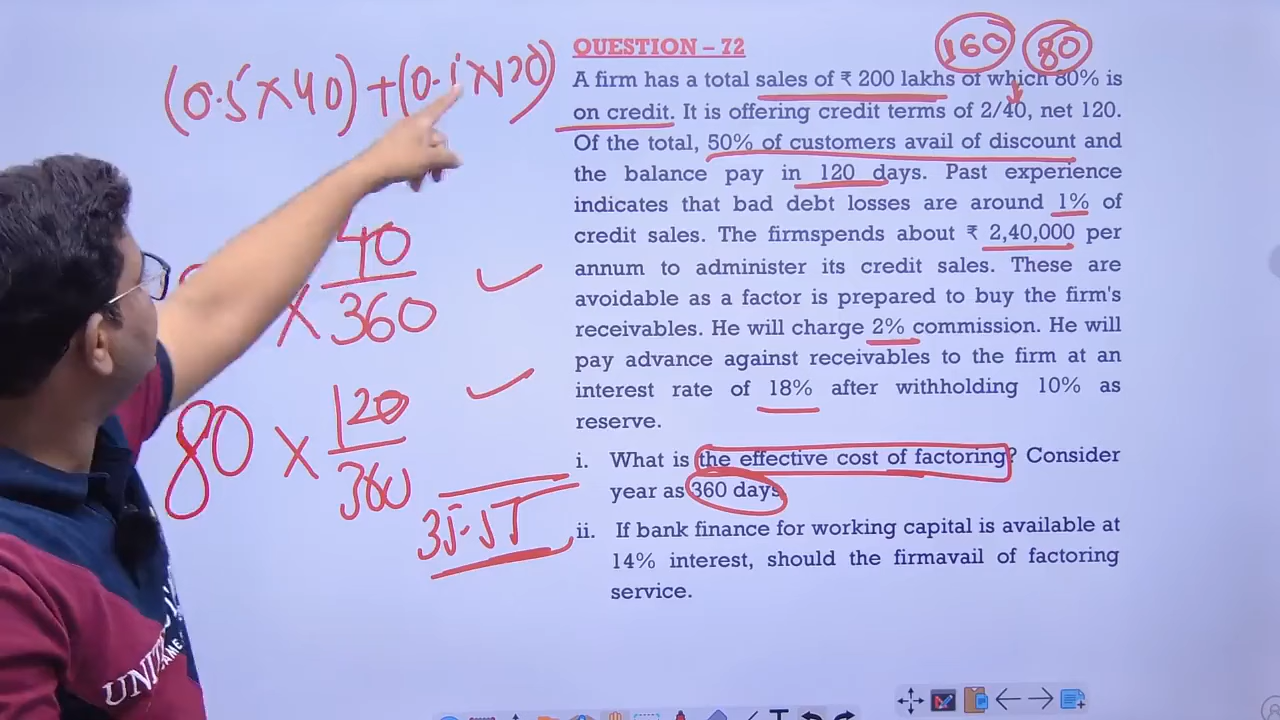 160 80
QUESTION – 72
(0.5 × 40) + (0.5 × 120)
A firm has a total sales of ₹ 200 lakhs of which 80% is
on credit. It is offering credit terms of 2/40, net 120.
Of the total, 50% of customers avail of discount and
the balance pay in 120 days. Past experience
indicates that bad debt losses are around 1% of
credit sales. The firmspends about ₹ 2,40,000 per
annum to administer its credit sales. These are
avoidable as a factor is prepared to buy the firm's
receivables. He will charge 2% commission. He will
pay advance against receivables to the firm at an
interest rate of 18% after withholding 10% as
reserve.
i. What is the effective cost of factoring? Consider
year as 360 days
ii. If bank finance for working capital is available at
14% interest, should the firmavail of factoring
service.
× 40/360 ✓
80 × 120/360 ✓
35.55
UNIT
AME